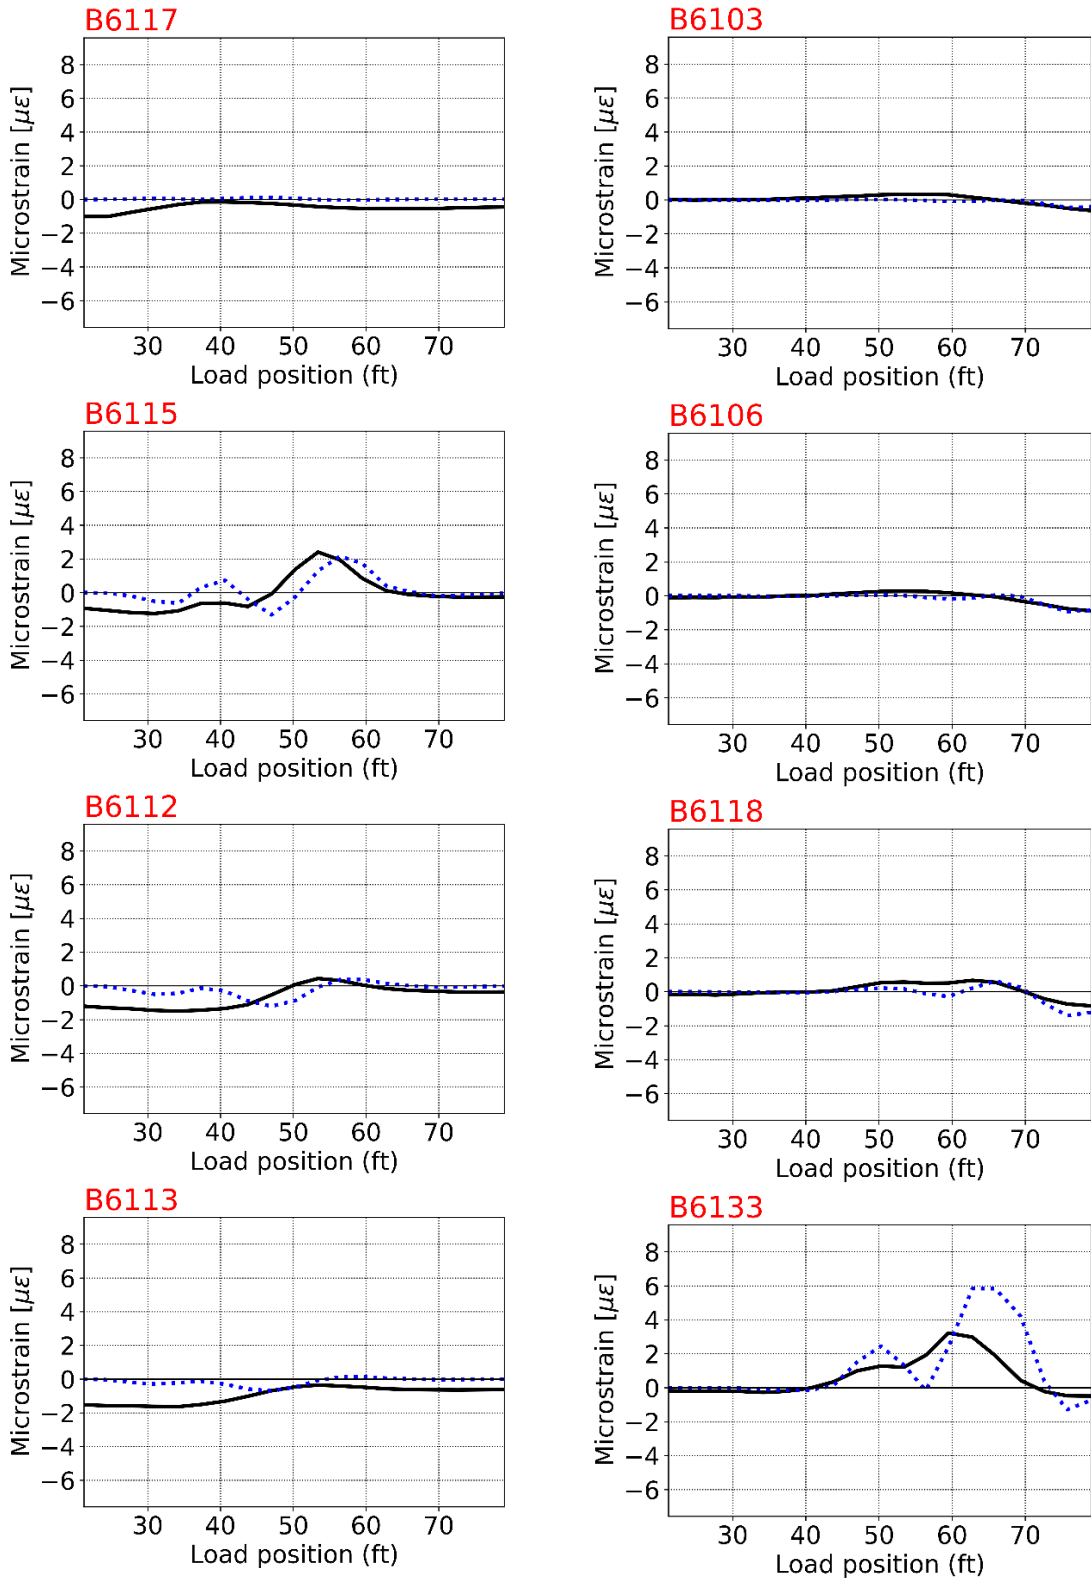 B6117
Microstrain [με]
8
6
4
2
0
−2
−4
−6
30 40 50 60 70
Load position (ft)
B6103
Microstrain [με]
8
6
4
2
0
−2
−4
−6
30 40 50 60 70
Load position (ft)
B6115
Microstrain [με]
8
6
4
2
0
−2
−4
−6
30 40 50 60 70
Load position (ft)
B6106
Microstrain [με]
8
6
4
2
0
−2
−4
−6
30 40 50 60 70
Load position (ft)
B6112
Microstrain [με]
8
6
4
2
0
−2
−4
−6
30 40 50 60 70
Load position (ft)
B6118
Microstrain [με]
8
6
4
2
0
−2
−4
−6
30 40 50 60 70
Load position (ft)
B6113
Microstrain [με]
8
6
4
2
0
−2
−4
−6
30 40 50 60 70
Load position (ft)
B6133
Microstrain [με]
8
6
4
2
0
−2
−4
−6
30 40 50 60 70
Load position (ft)